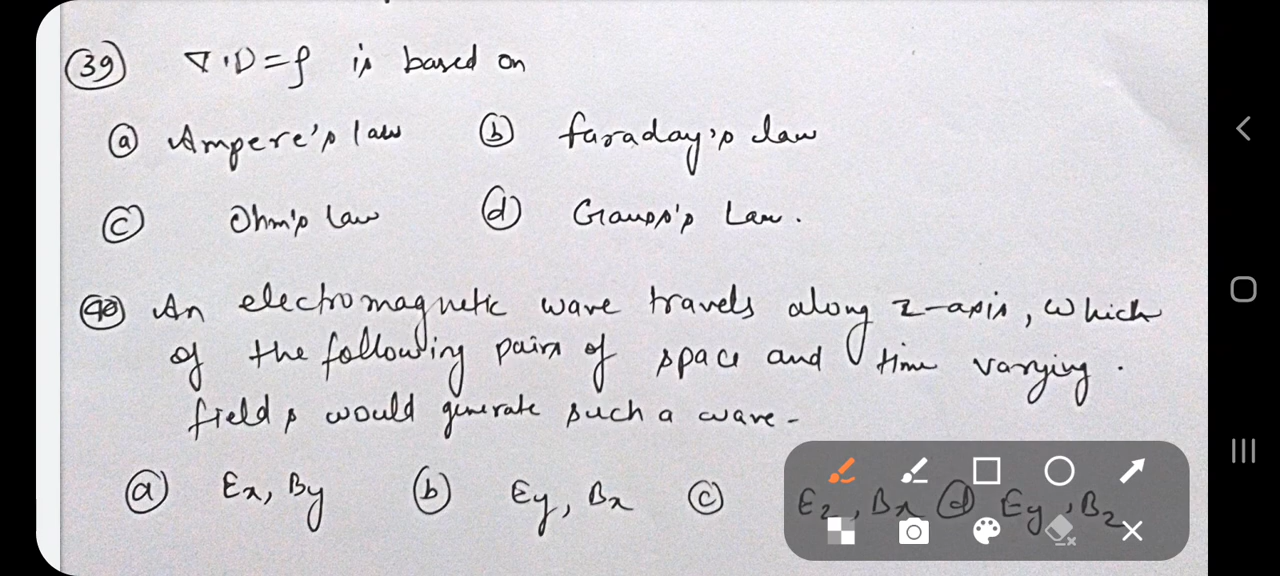 (39) ∇·D=ρ is based on
(a) Ampere's law (b) faraday's law
(c) Ohm's law (d) Gauss's Law.
(40) An electromagnetic wave travels along z-axis, which
of the following pairs of space and time varying.
fields would generate such a wave-
(a) Ex, By (b) Ey, Bx (c) Ez, Bx (d) Ey, Bz